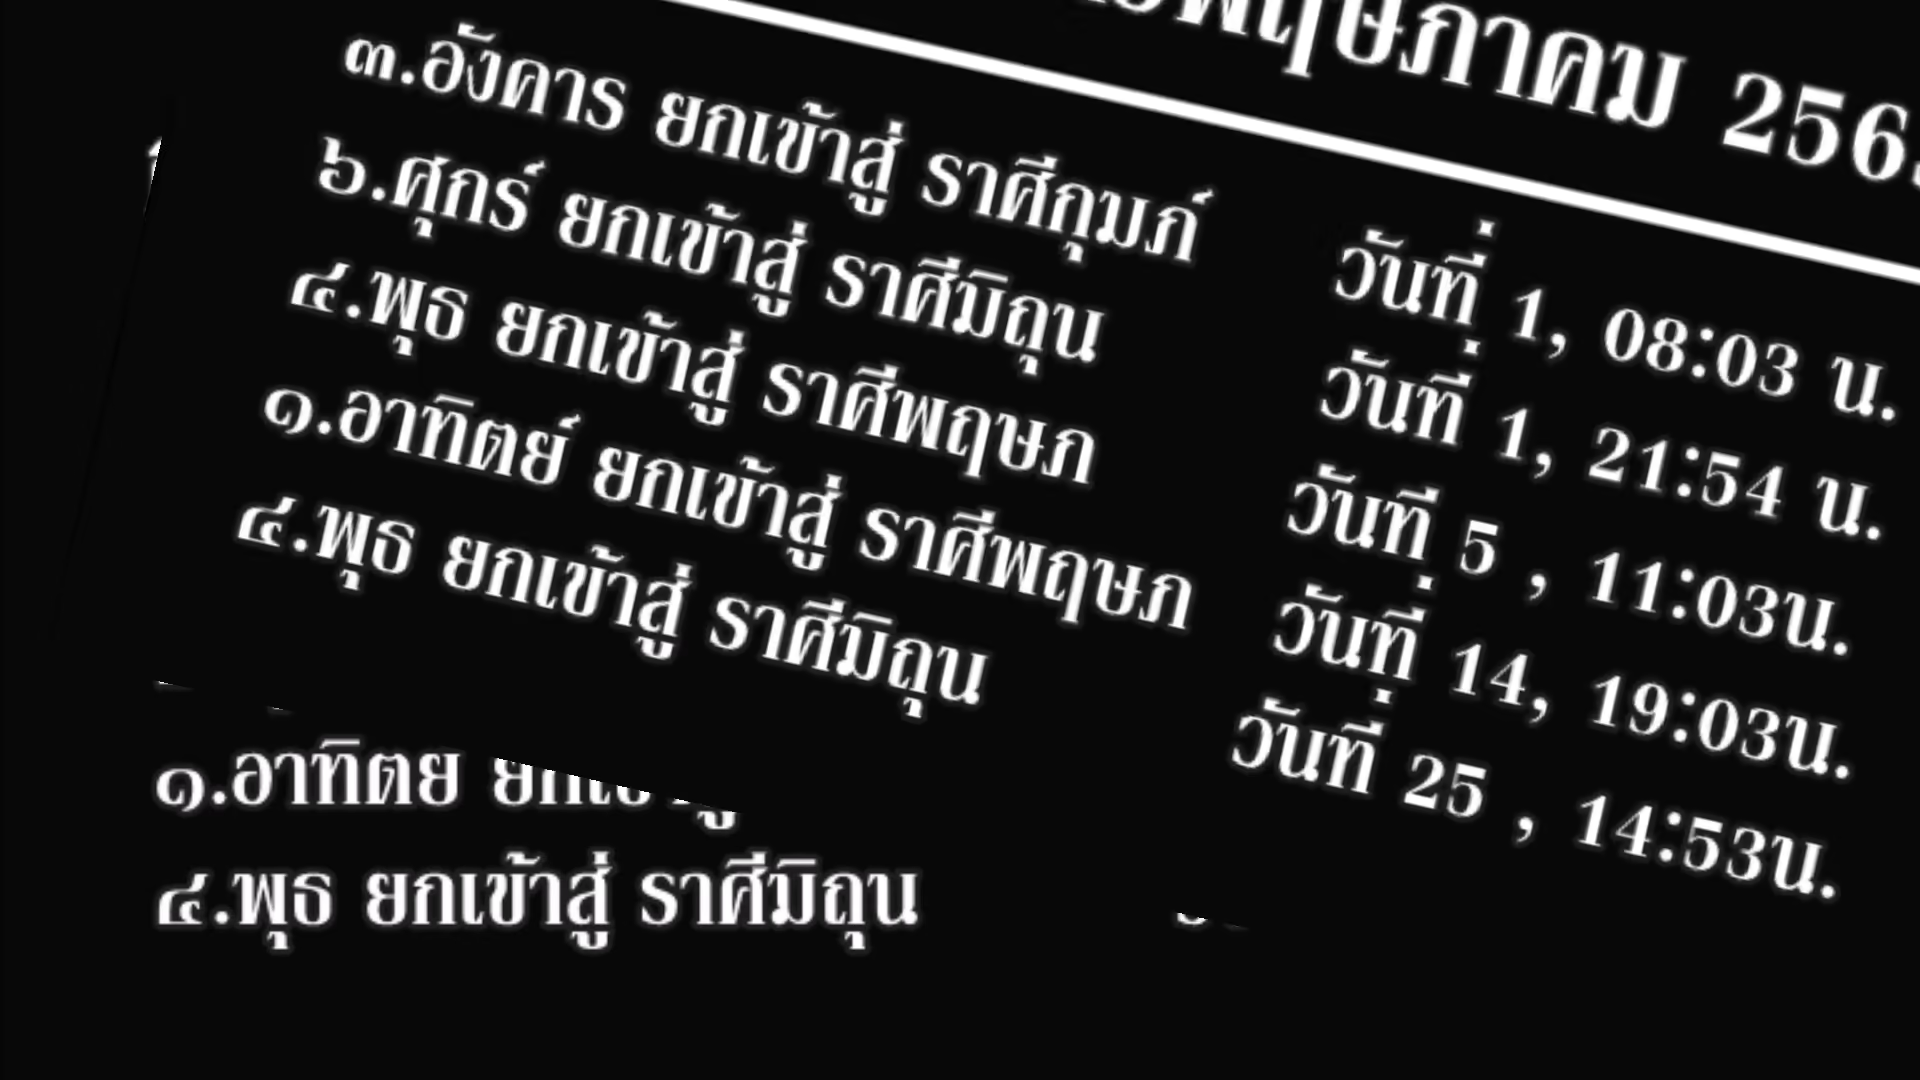 พฤษภาคม 256
๓.อังคาร ยกเข้าสู่ ราศีกุมภ์ วันที่ 1, 08:03 น.
๖.ศุกร์ ยกเข้าสู่ ราศีมิถุน วันที่ 1, 21:54 น.
๔.พุธ ยกเข้าสู่ ราศีพฤษภ วันที่ 5 , 11:03น.
๑.อาทิตย์ ยกเข้าสู่ ราศีพฤษภ วันที่ 14, 19:03น.
๔.พุธ ยกเข้าสู่ ราศีมิถุน วันที่ 25 , 14:53น.
๑.อาทิตย
๔.พุธ ยกเข้าสู่ ราศีมิถุน